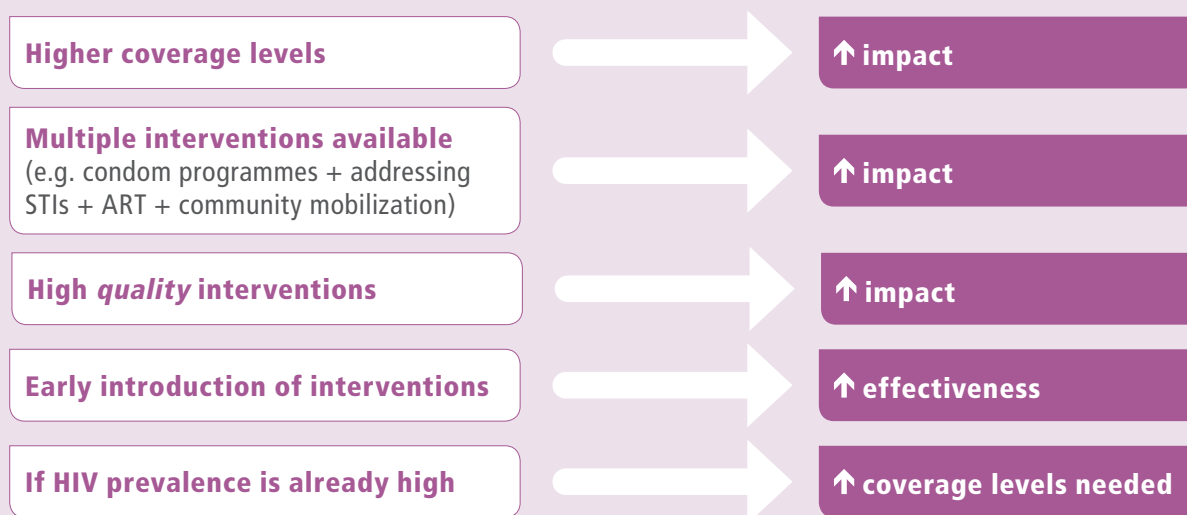 Higher coverage levels
↑ impact
Multiple interventions available
(e.g. condom programmes + addressing
STIs + ART + community mobilization)
↑ impact
High quality interventions
↑ impact
Early introduction of interventions
↑ effectiveness
If HIV prevalence is already high
↑ coverage levels needed